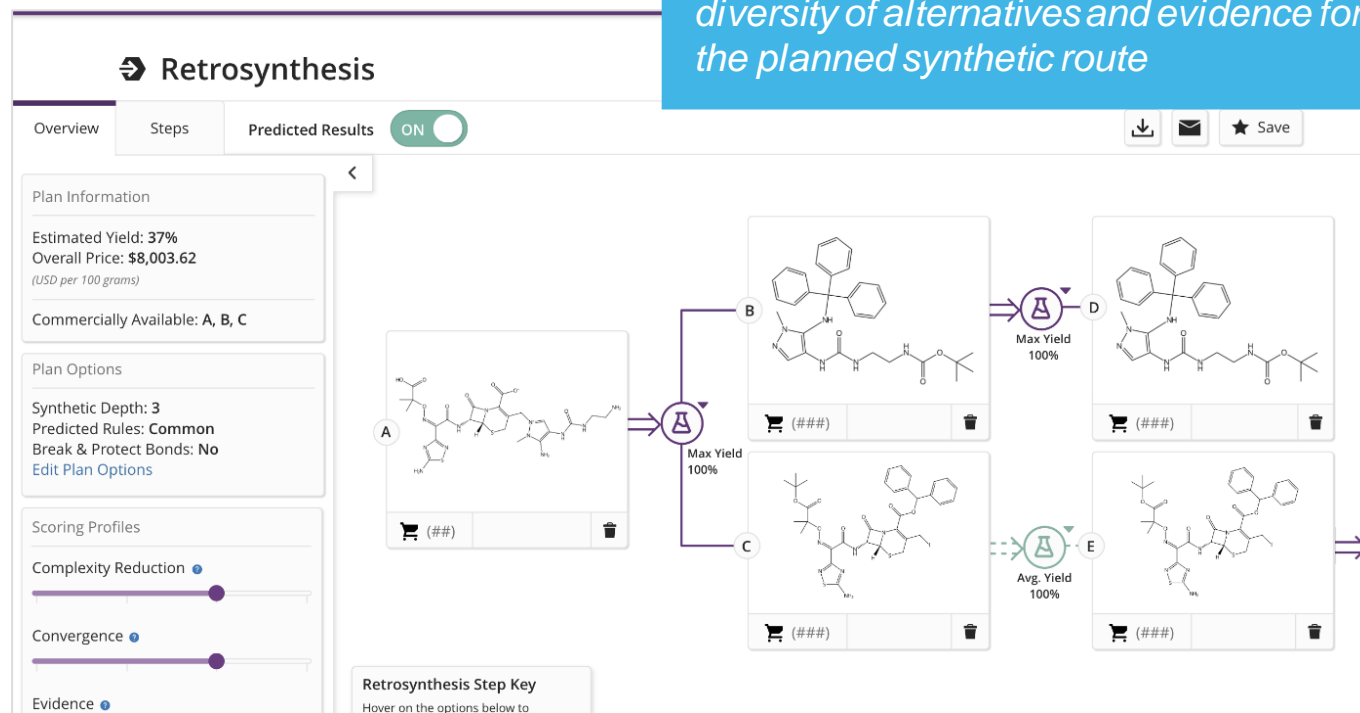 diversity of alternatives and evidence for
the planned synthetic route
Retrosynthesis
Overview
Steps
Predicted Results
ON
Save
Plan Information
Estimated Yield: 37%
Overall Price: $8,003.62
(USD per 100 grams)
Commercially Available: A, B, C
Plan Options
Synthetic Depth: 3
Predicted Rules: Common
Break & Protect Bonds: No
Edit Plan Options
Scoring Profiles
Complexity Reduction
Convergence
Evidence
A
(##)
Max Yield
100%
B
(###)
Max Yield
100%
D
(###)
C
(###)
Avg. Yield
100%
E
(###)
Retrosynthesis Step Key
Hover on the options below to